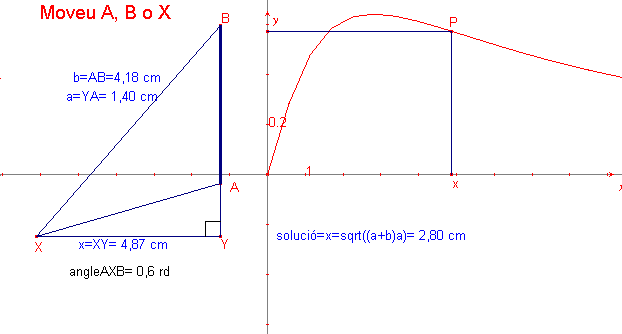 Moveu A, B o X
B
y
P
b=AB=4,18 cm
a=YA= 1,40 cm
0.2
1
x
x
A
X
x=XY= 4,87 cm
Y
solució=x=sqrt((a+b)a)= 2,80 cm
angleAXB= 0,6 rd